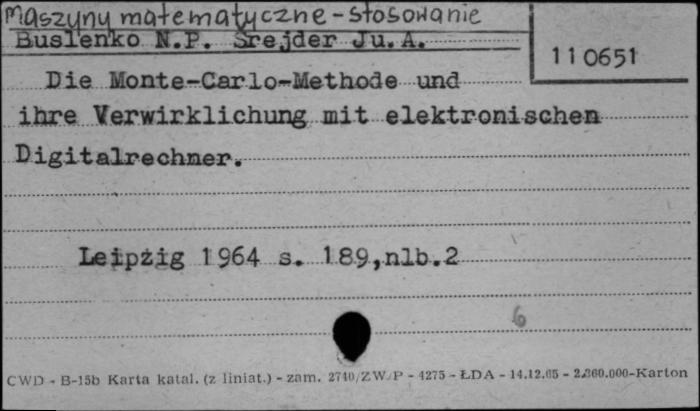 Maszyny matematyczne - stosowanie
Buslenko N.P. Śrejder Ju.A.
110651
Die Monte-Carlo-Methode und
ihre Verwirklichung mit elektronischen
Digitalrechner.
Leipzig 1964 s. 189,nlb.2
6
CWD - B-15b Karta katal. (z liniat.) - zam. 2740/ZW/P - 4275 - ŁDA - 14.12.65 - 2.860.000-Karton